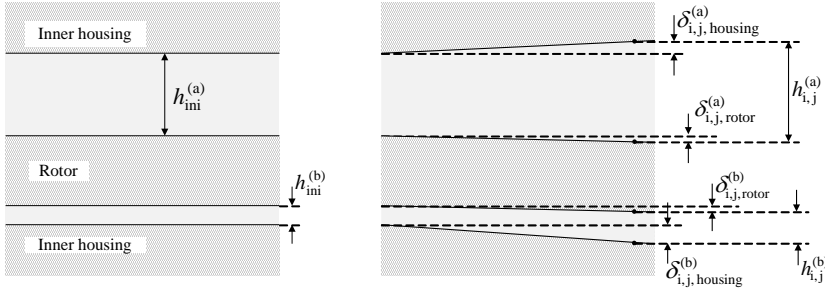 Inner housing
h_ini^(a)
Rotor
h_ini^(b)
Inner housing
δ_i,j,housing^(a)
h_i,j^(a)
δ_i,j,rotor^(a)
δ_i,j,rotor^(b)
δ_i,j,housing^(b)
h_i,j^(b)